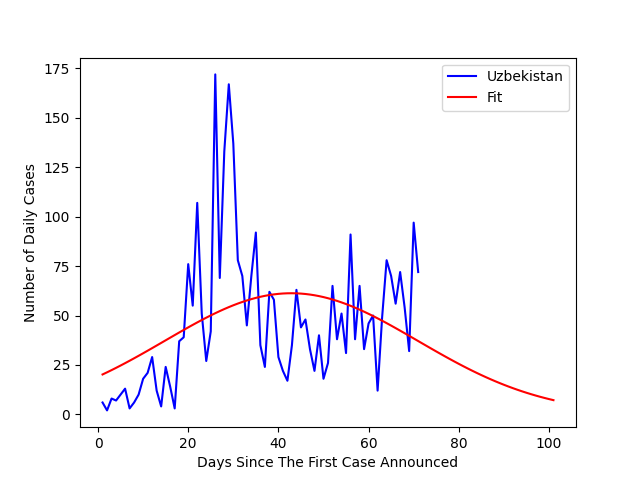 175
150
125
100
75
50
25
0
Number of Daily Cases
Uzbekistan
Fit
0 20 40 60 80 100
Days Since The First Case Announced